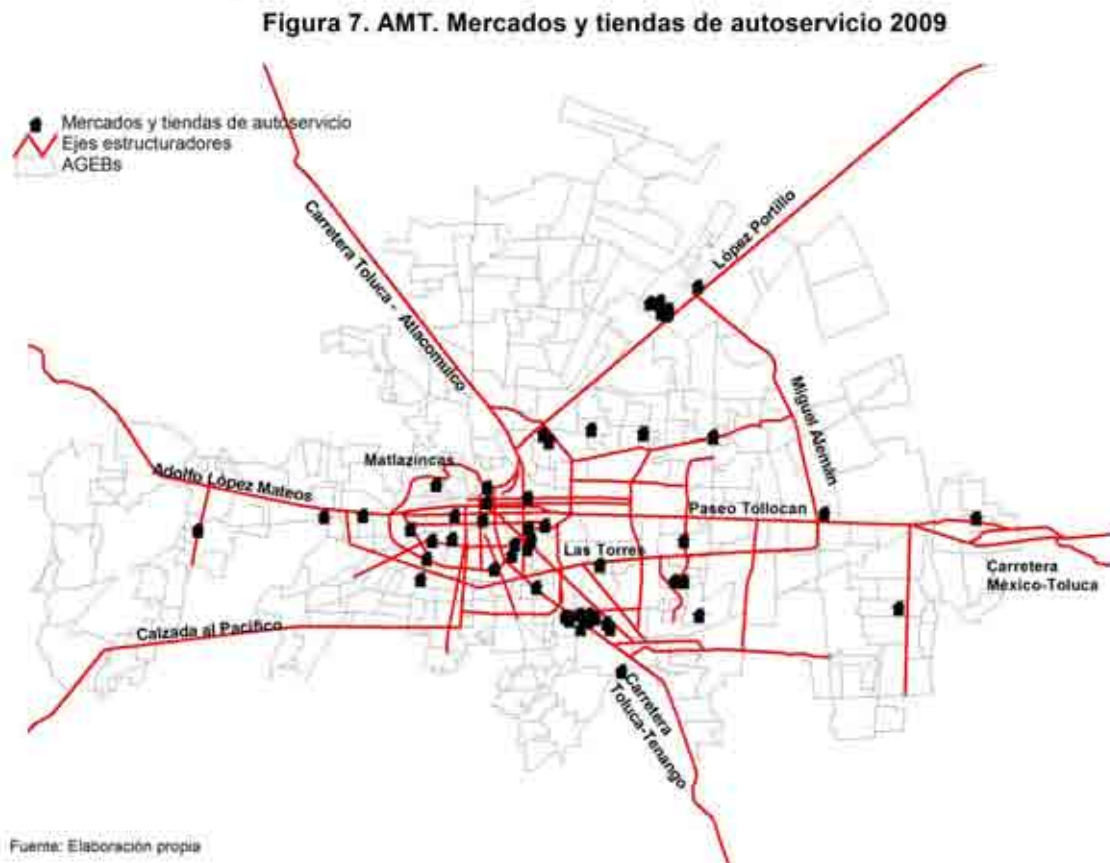 Figura 7. AMT. Mercados y tiendas de autoservicio 2009
Mercados y tiendas de autoservicio
Ejes estructuradores
AGEBs
Carretera Toluca - Atlacomulco
López Portillo
Miguel Alemán
Matlazincas
Adolfo López Mateos
Paseo Tollocan
Las Torres
Carretera
México-Toluca
Calzada al Pacifico
Carretera
Toluca-Tenango
Fuente: Elaboración propia